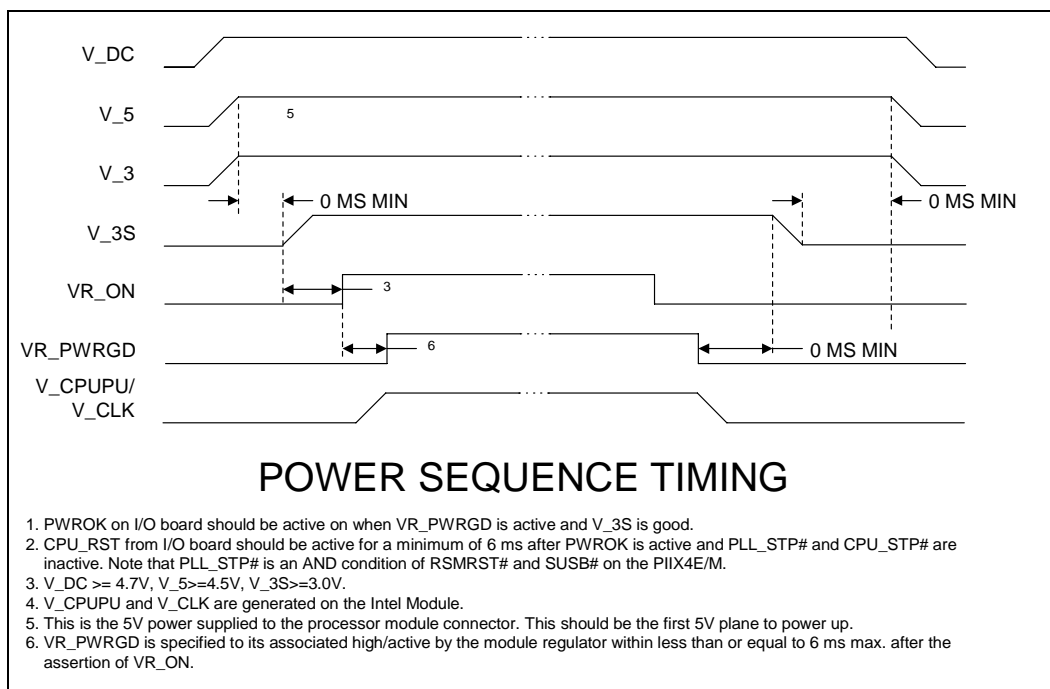 V_DC
V_5
5
V_3
0 MS MIN
0 MS MIN
V_3S
VR_ON
3
VR_PWRGD
6
0 MS MIN
V_CPUPU/
V_CLK
POWER SEQUENCE TIMING
1. PWROK on I/O board should be active on when VR_PWRGD is active and V_3S is good.
2. CPU_RST from I/O board should be active for a minimum of 6 ms after PWROK is active and PLL_STP# and CPU_STP# are
inactive. Note that PLL_STP# is an AND condition of RSMRST# and SUSB# on the PIIX4E/M.
3. V_DC >= 4.7V, V_5>=4.5V, V_3S>=3.0V.
4. V_CPUPU and V_CLK are generated on the Intel Module.
5. This is the 5V power supplied to the processor module connector. This should be the first 5V plane to power up.
6. VR_PWRGD is specified to its associated high/active by the module regulator within less than or equal to 6 ms max. after the
assertion of VR_ON.